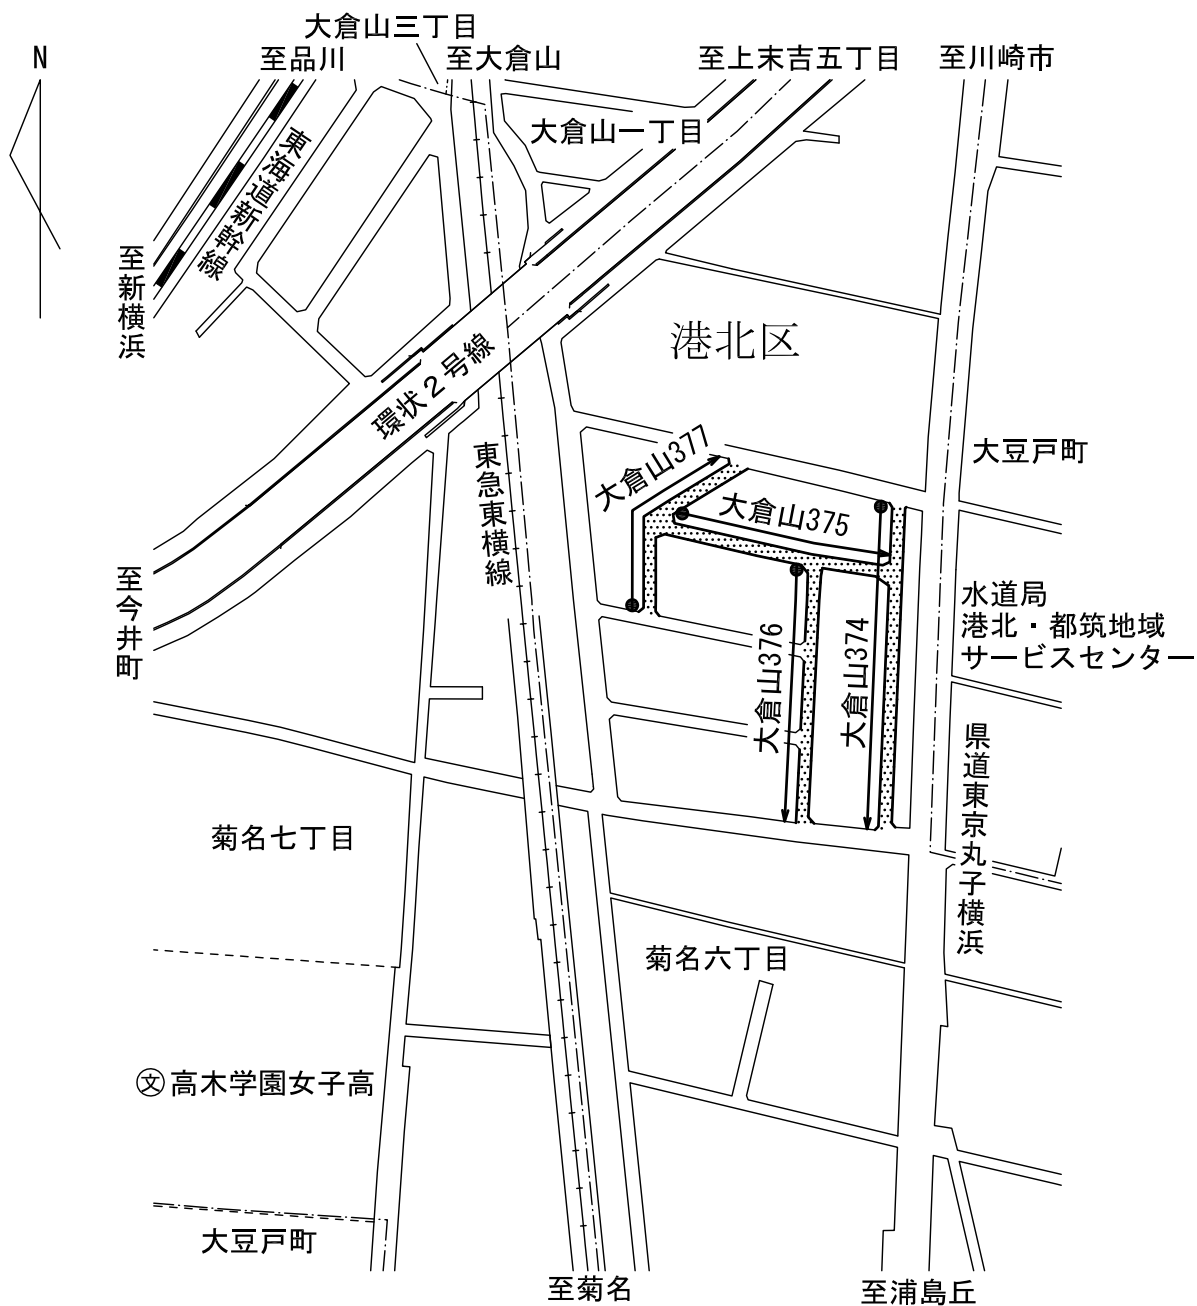 大倉山三丁目
N
至品川
至大倉山
至上末吉五丁目
至川崎市
大倉山一丁目
東海道新幹線
至新横浜
港北区
環状2号線
大豆戸町
東急東横線
大倉山377
大倉山375
至今井町
水道局
港北・都筑地域
サービスセンター
大倉山376
大倉山374
県道東京丸子横浜
菊名七丁目
菊名六丁目
文高木学園女子高
大豆戸町
至菊名
至浦島丘